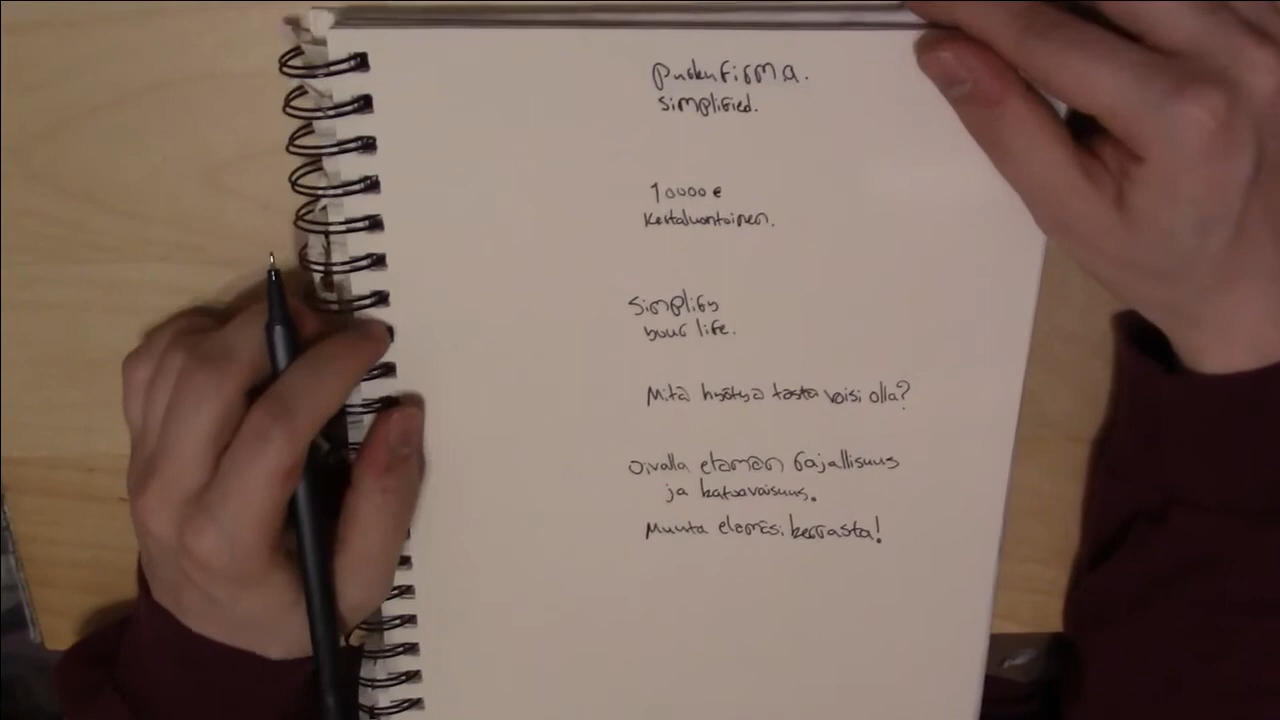 puskufirma.
simplified.
10000 €
Kertaluontoinen.
Simplify
your life.
Mitä hyötyä tästä voisi olla?
Oivalla elämän rajallisuus
ja katoavaisuus.
Muuta elämäsi kerrasta!